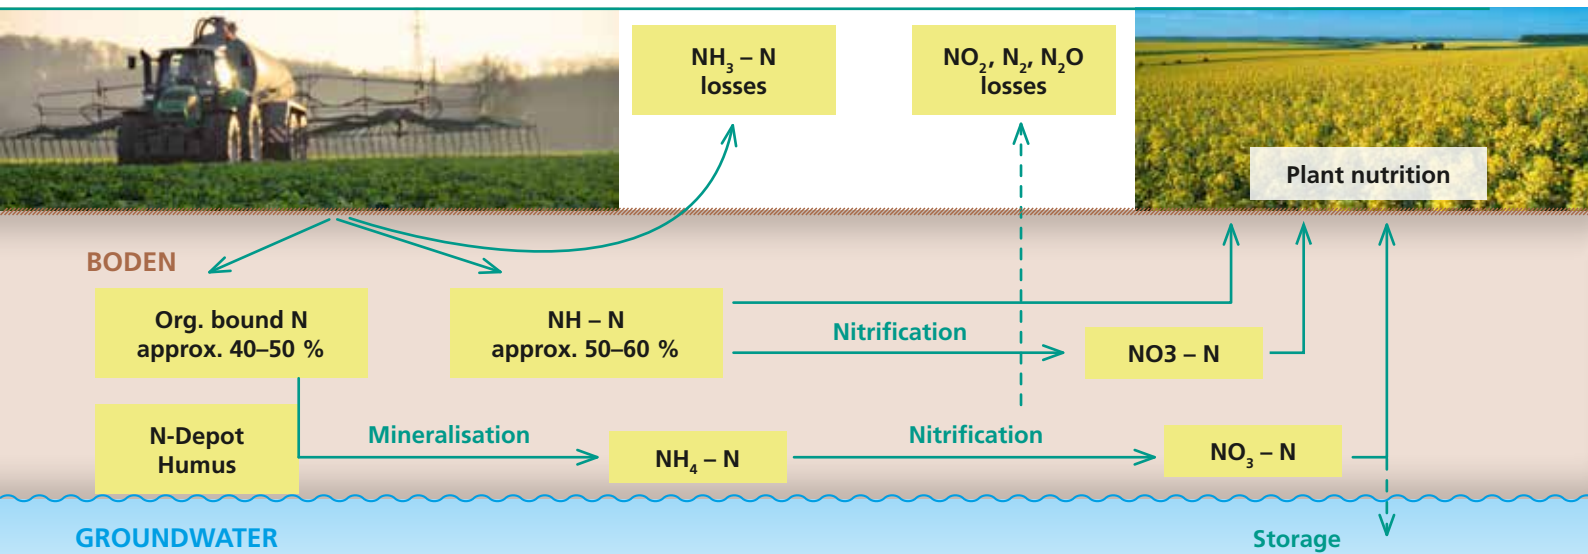 NH₃ – N
losses
NO₂, N₂, N₂O
losses
Plant nutrition
BODEN
Org. bound N
approx. 40–50 %
NH – N
approx. 50–60 %
Nitrification
NO3 – N
N-Depot
Humus
Mineralisation
NH₄ – N
Nitrification
NO₃ – N
GROUNDWATER
Storage